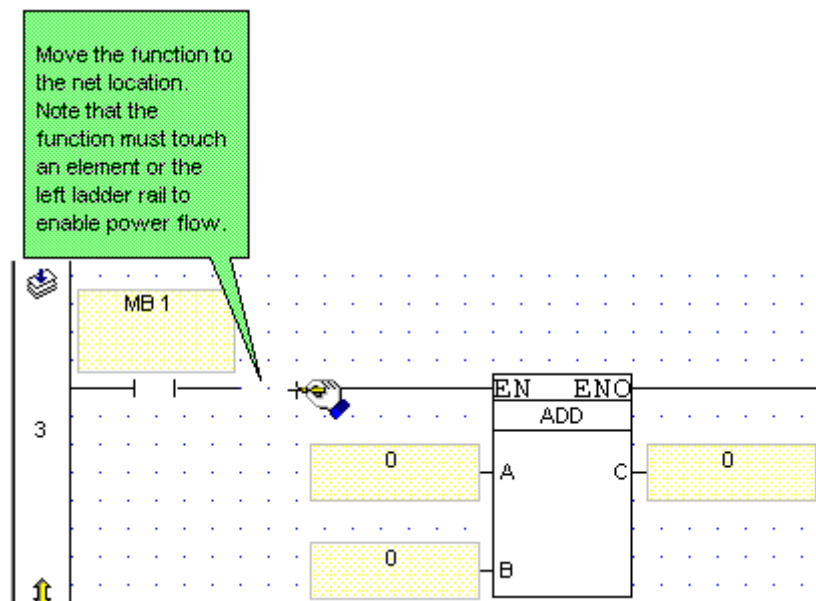 Move the function to
the net location.
Note that the
function must touch
an element or the
left ladder rail to
enable power flow.
MB 1
3
EN ENO
ADD
0
A
C
0
0
B